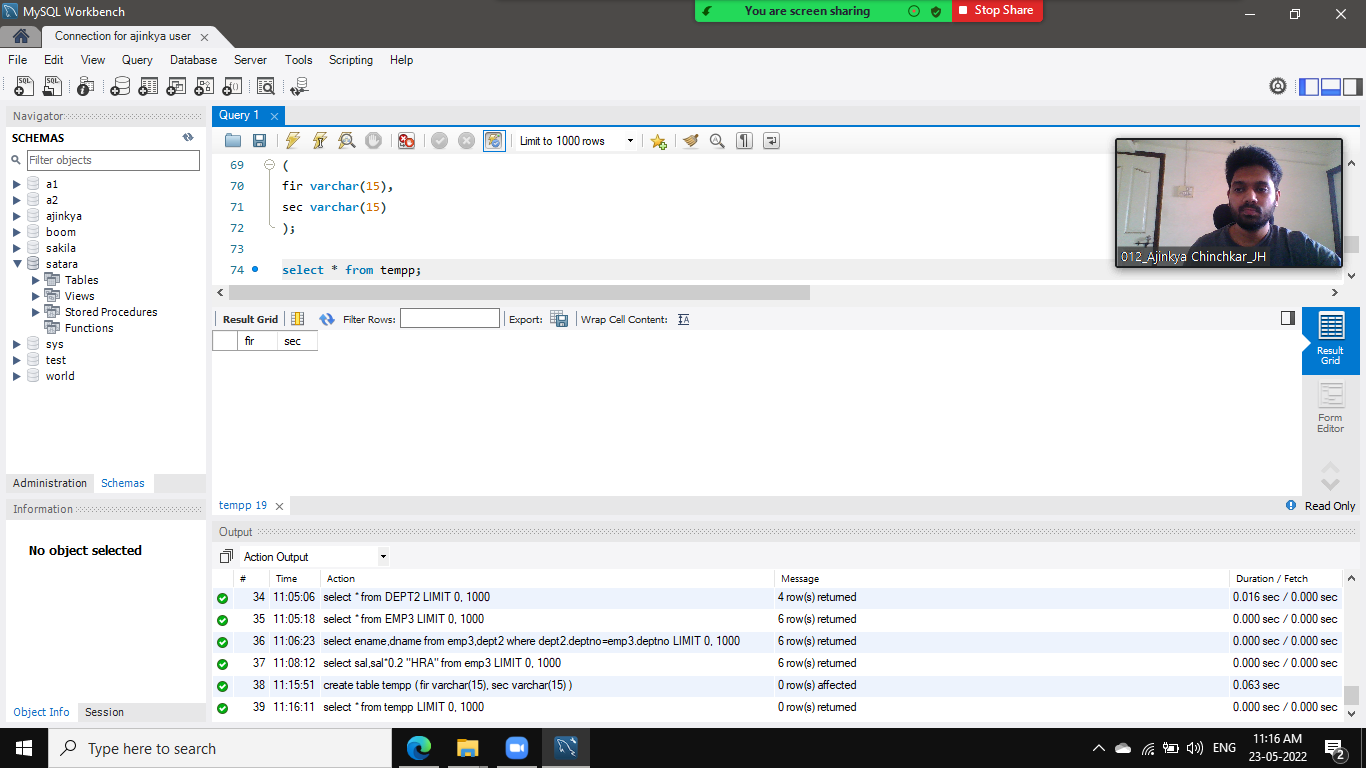 MySQL Workbench
You are screen sharing
Stop Share
Connection for ajinkya user
File Edit View Query Database Server Tools Scripting Help
Navigator
SCHEMAS
Filter objects
a1
a2
ajinkya
boom
sakila
satara
Tables
Views
Stored Procedures
Functions
sys
test
world
Administration Schemas
Information
No object selected
Object Info Session
Query 1
Limit to 1000 rows
69 (
70 fir varchar(15),
71 sec varchar(15)
72 );
73
74 select * from tempp;
012_Ajinkya Chinchkar_JH
Result Grid Filter Rows: Export: Wrap Cell Content:
fir sec
Result Grid
Form Editor
tempp 19
Read Only
Output
Action Output
# Time Action Message Duration / Fetch
34 11:05:06 select * from DEPT2 LIMIT 0, 1000 4 row(s) returned 0.016 sec / 0.000 sec
35 11:05:18 select * from EMP3 LIMIT 0, 1000 6 row(s) returned 0.000 sec / 0.000 sec
36 11:06:23 select ename,dname from emp3,dept2 where dept2.deptno=emp3.deptno LIMIT 0, 1000 6 row(s) returned 0.000 sec / 0.000 sec
37 11:08:12 select sal,sal*0.2 "HRA" from emp3 LIMIT 0, 1000 6 row(s) returned 0.000 sec / 0.000 sec
38 11:15:51 create table tempp ( fir varchar(15), sec varchar(15) ) 0 row(s) affected 0.063 sec
39 11:16:11 select * from tempp LIMIT 0, 1000 0 row(s) returned 0.000 sec / 0.000 sec
Type here to search
ENG
11:16 AM
23-05-2022
2